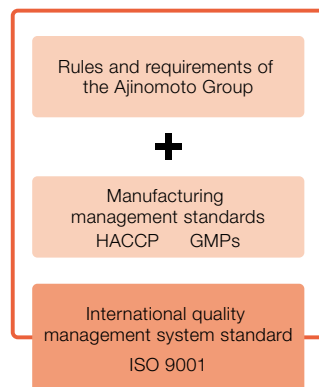 Rules and requirements of
the Ajinomoto Group
+
Manufacturing
management standards
HACCP GMPs
International quality
management system standard
ISO 9001